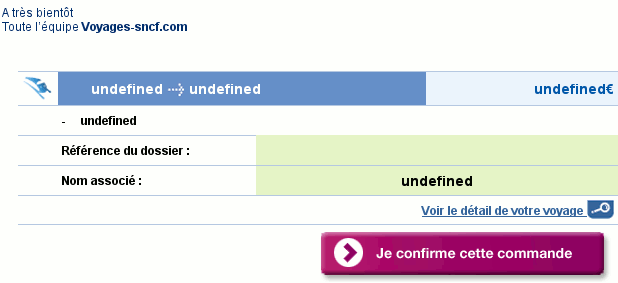 A très bientôt
Toute l'équipe Voyages-sncf.com
undefined ···> undefined undefined€
- undefined
Référence du dossier :
Nom associé : undefined
Voir le détail de votre voyage
Je confirme cette commande